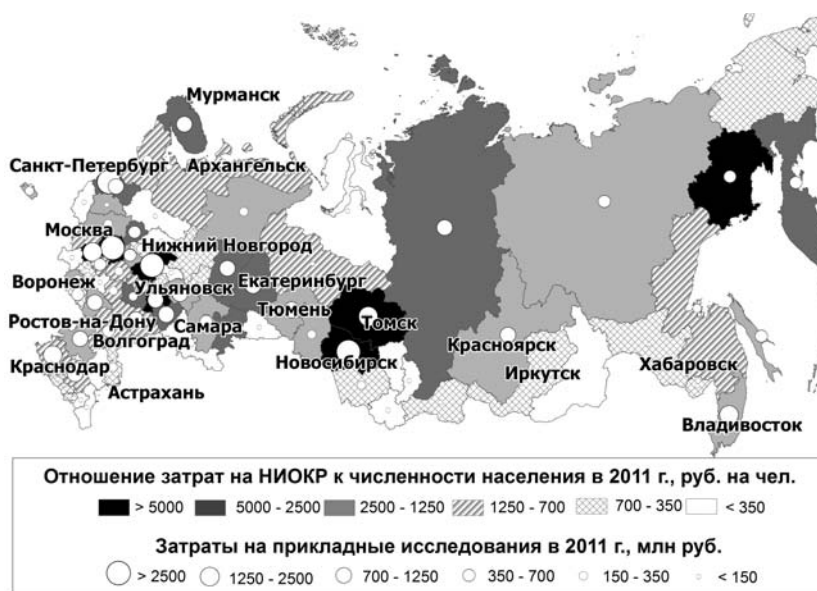 Мурманск
Санкт-Петербург
Архангельск
Москва
Нижний Новгород
Воронеж
Ульяновск
Екатеринбург
Тюмень
Томск
Ростов-на-Дону
Самара
Волгоград
Новосибирск
Красноярск
Краснодар
Иркутск
Хабаровск
Астрахань
Владивосток
Отношение затрат на НИОКР к численности населения в 2011 г., руб. на чел.
> 5000 5000 - 2500 2500 - 1250 1250 - 700 700 - 350 < 350
Затраты на прикладные исследования в 2011 г., млн руб.
> 2500 1250 - 2500 700 - 1250 350 - 700 150 - 350 < 150